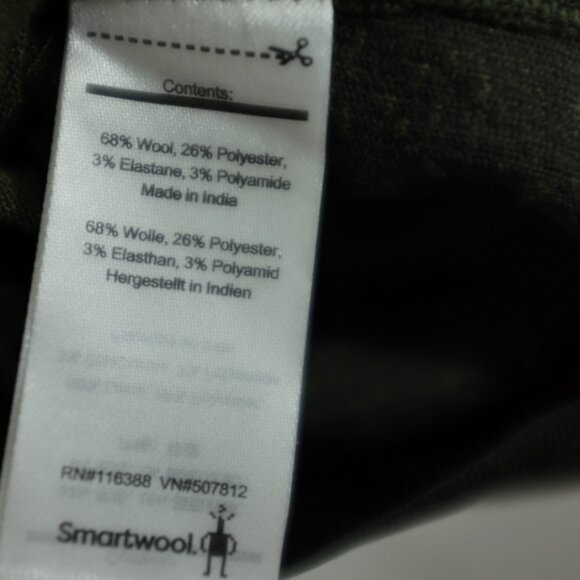 Contents:
68% Wool, 26% Polyester,
3% Elastane, 3% Polyamide
Made in India
68% Wolle, 26% Polyester,
3% Elasthan, 3% Polyamid
Hergestellt in Indien
RN#116388 VN#507812
Smartwool.